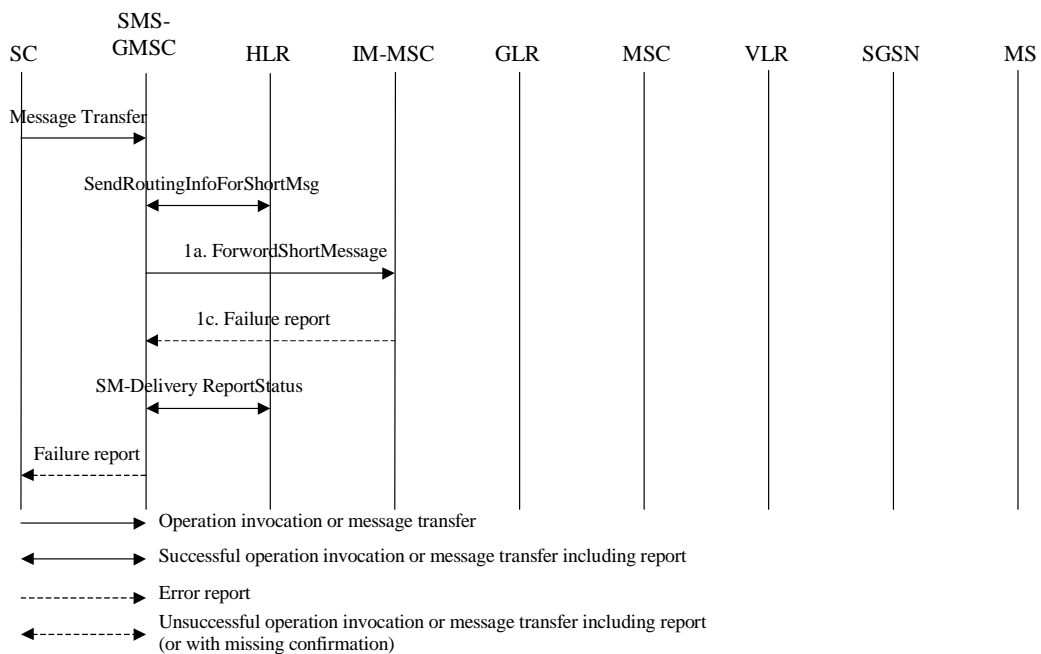 SMS-
GMSC
SC
HLR
IM-MSC
GLR
MSC
VLR
SGSN
MS
Message Transfer
SendRoutingInfoForShortMsg
1a. ForwordShortMessage
1c. Failure report
SM-Delivery ReportStatus
Failure report
Operation invocation or message transfer
Successful operation invocation or message transfer including report
Error report
Unsuccessful operation invocation or message transfer including report
(or with missing confirmation)